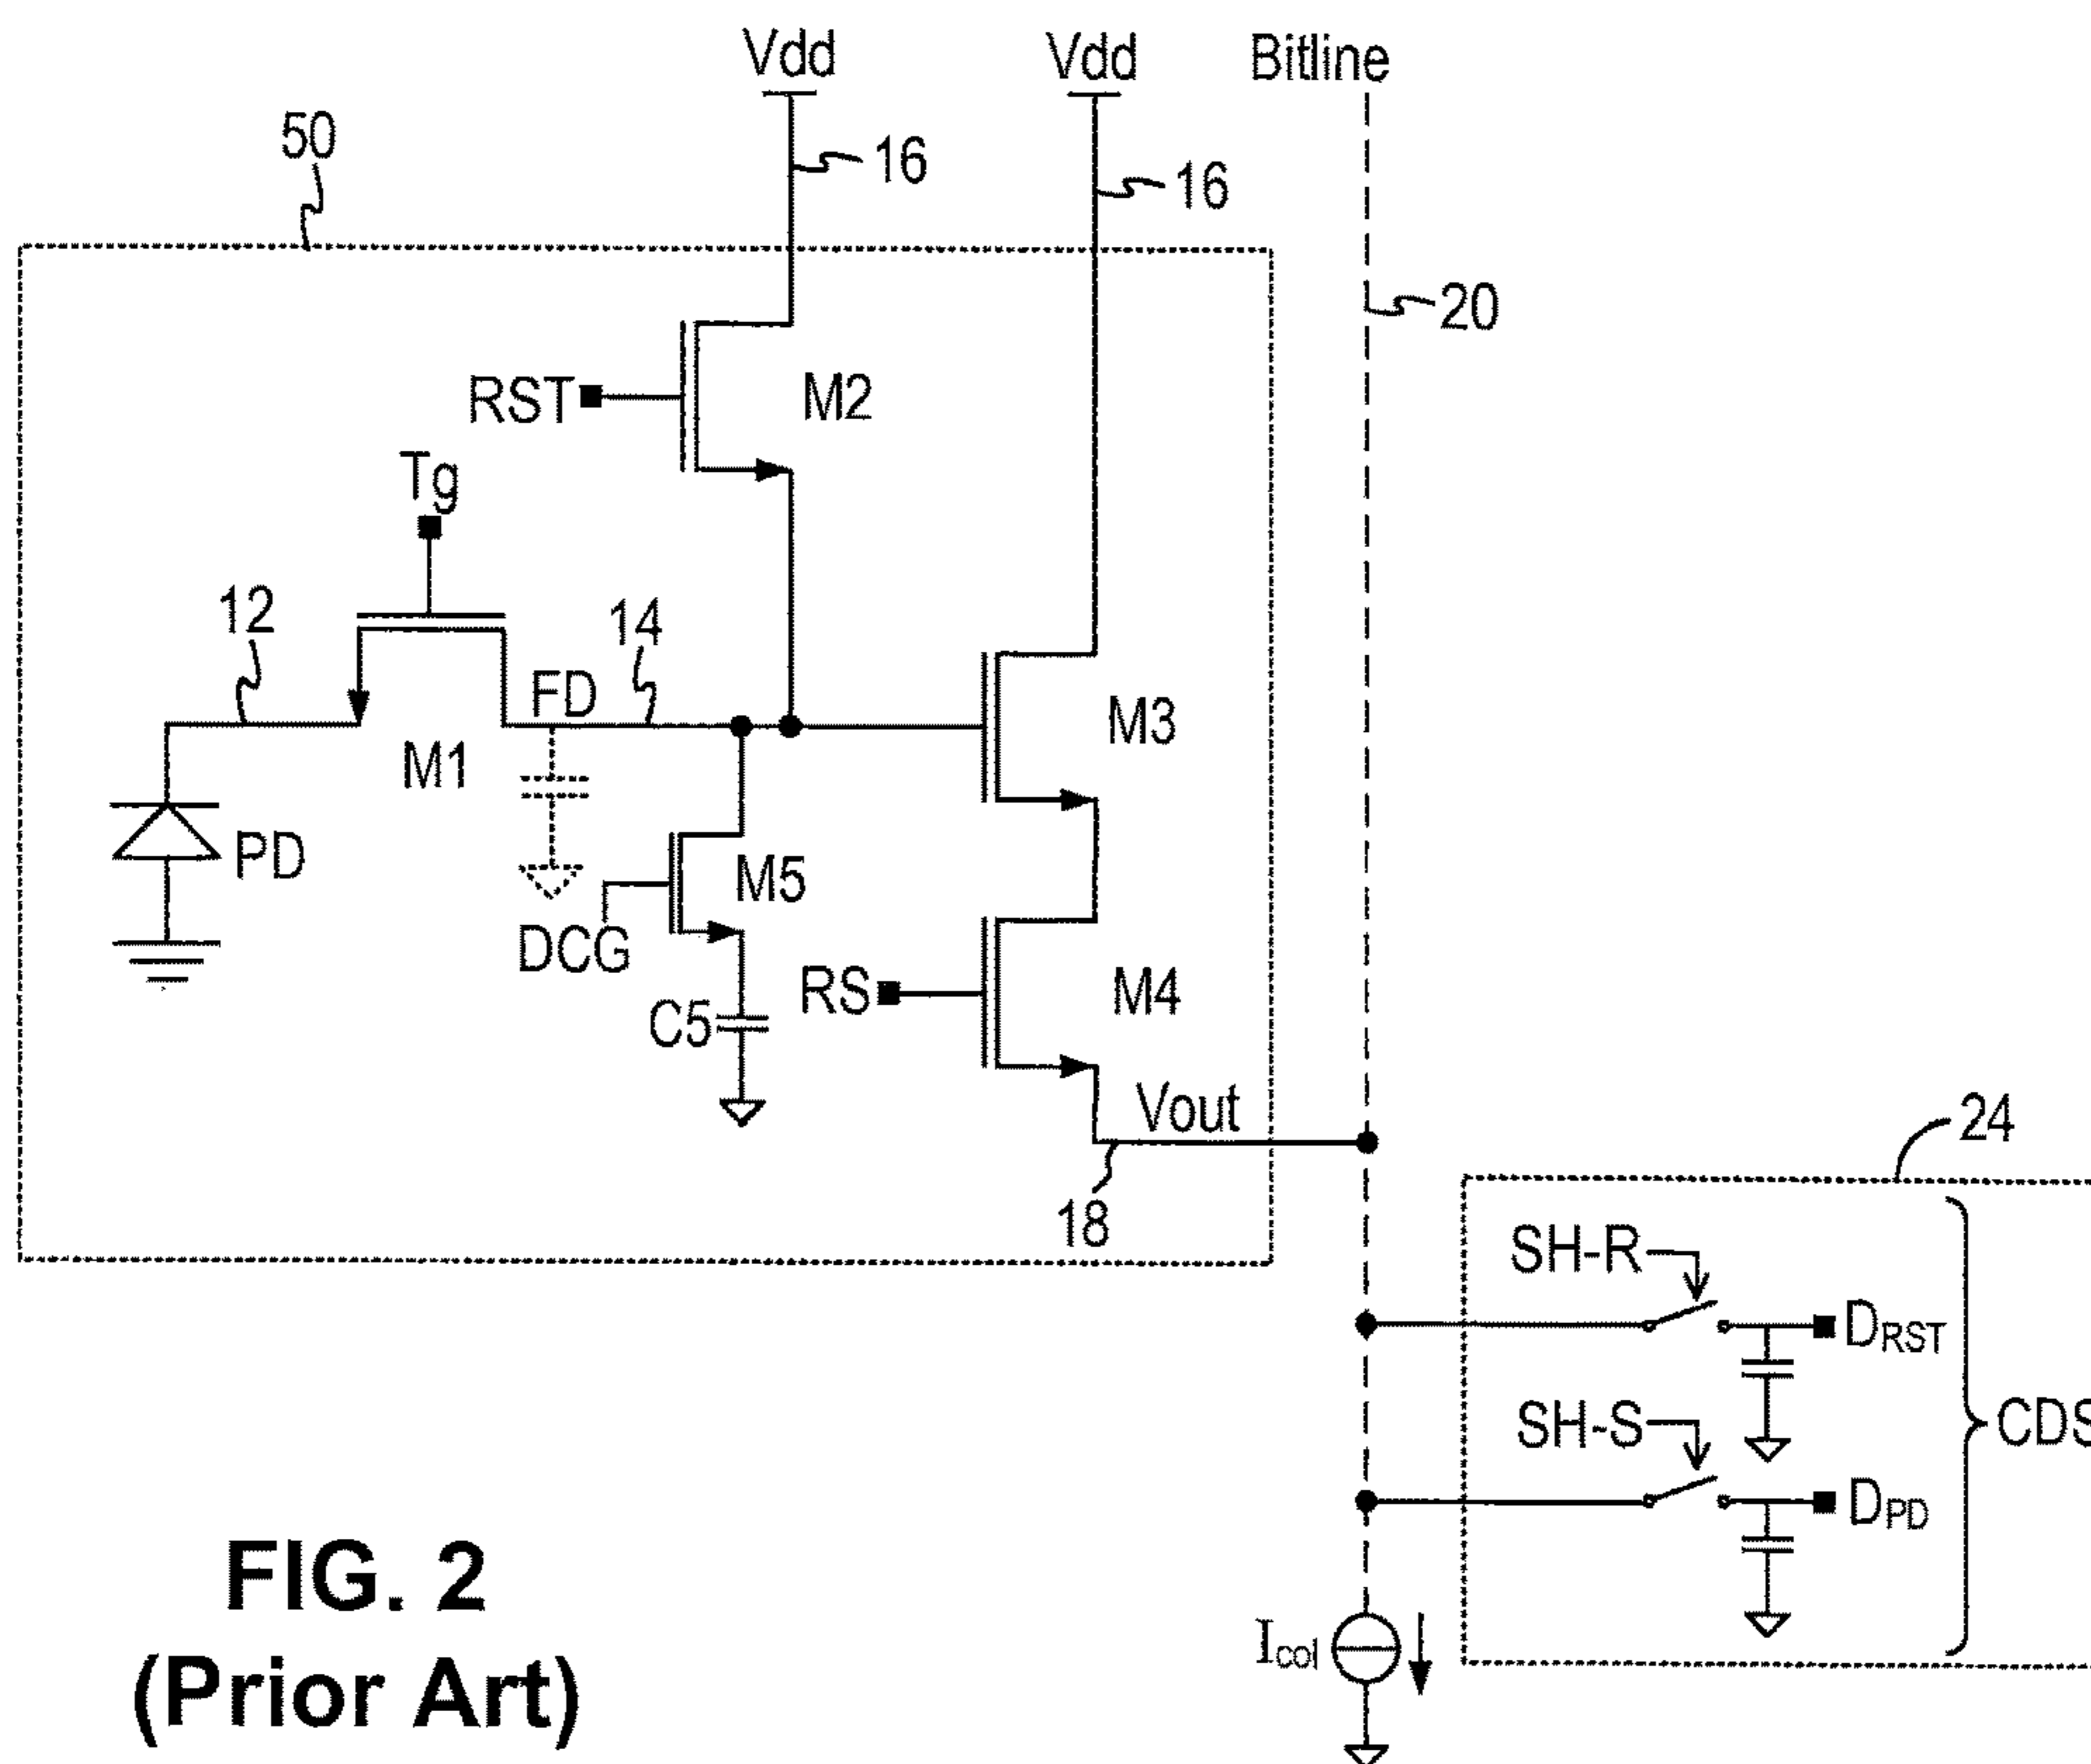 Vdd
Vdd
Bitline
50
16
16
20
RST
M2
Tg
12
14
FD
M1
M3
PD
M5
DCG
RS
M4
C5
Vout
18
24
SH-R
DRST
SH-S
CDS
DPD
Icol
FIG. 2
(Prior Art)